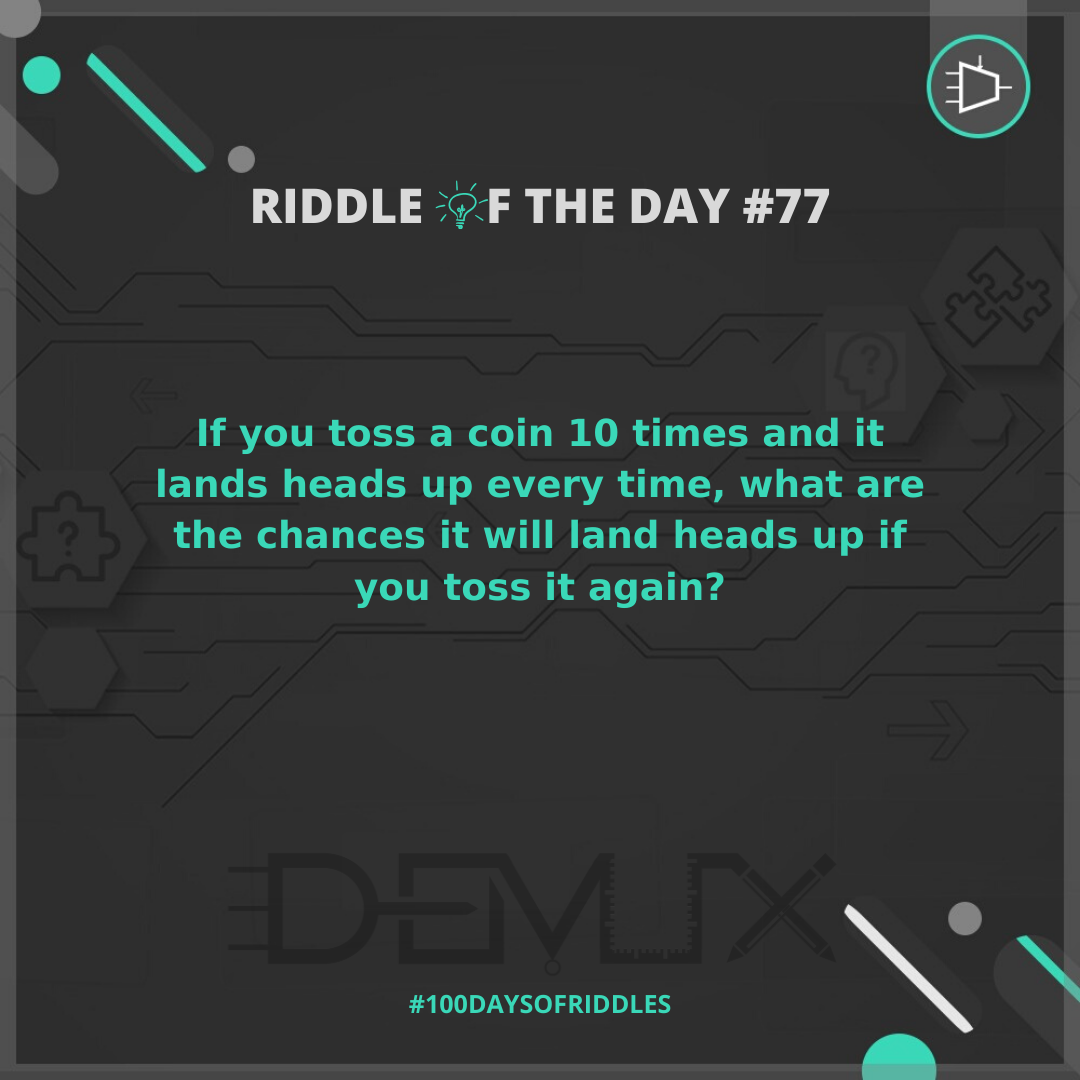 RIDDLE OF THE DAY #77
If you toss a coin 10 times and it
lands heads up every time, what are
the chances it will land heads up if
you toss it again?
DEMUX
#100DAYSOFRIDDLES